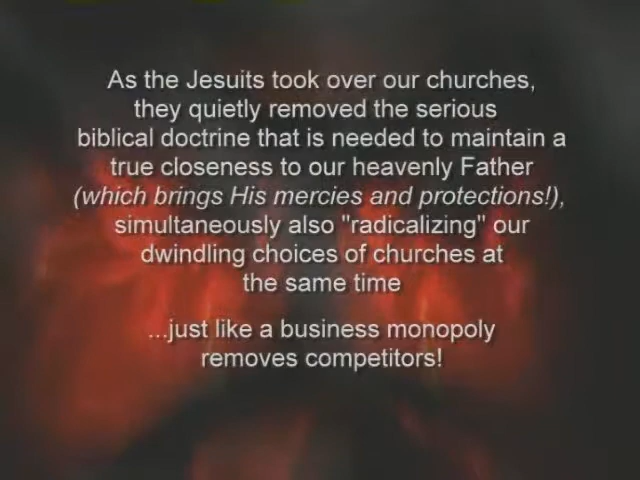 As the Jesuits took over our churches,
they quietly removed the serious
biblical doctrine that is needed to maintain a
true closeness to our heavenly Father
(which brings His mercies and protections!),
simultaneously also "radicalizing" our
dwindling choices of churches at
the same time
...just like a business monopoly
removes competitors!